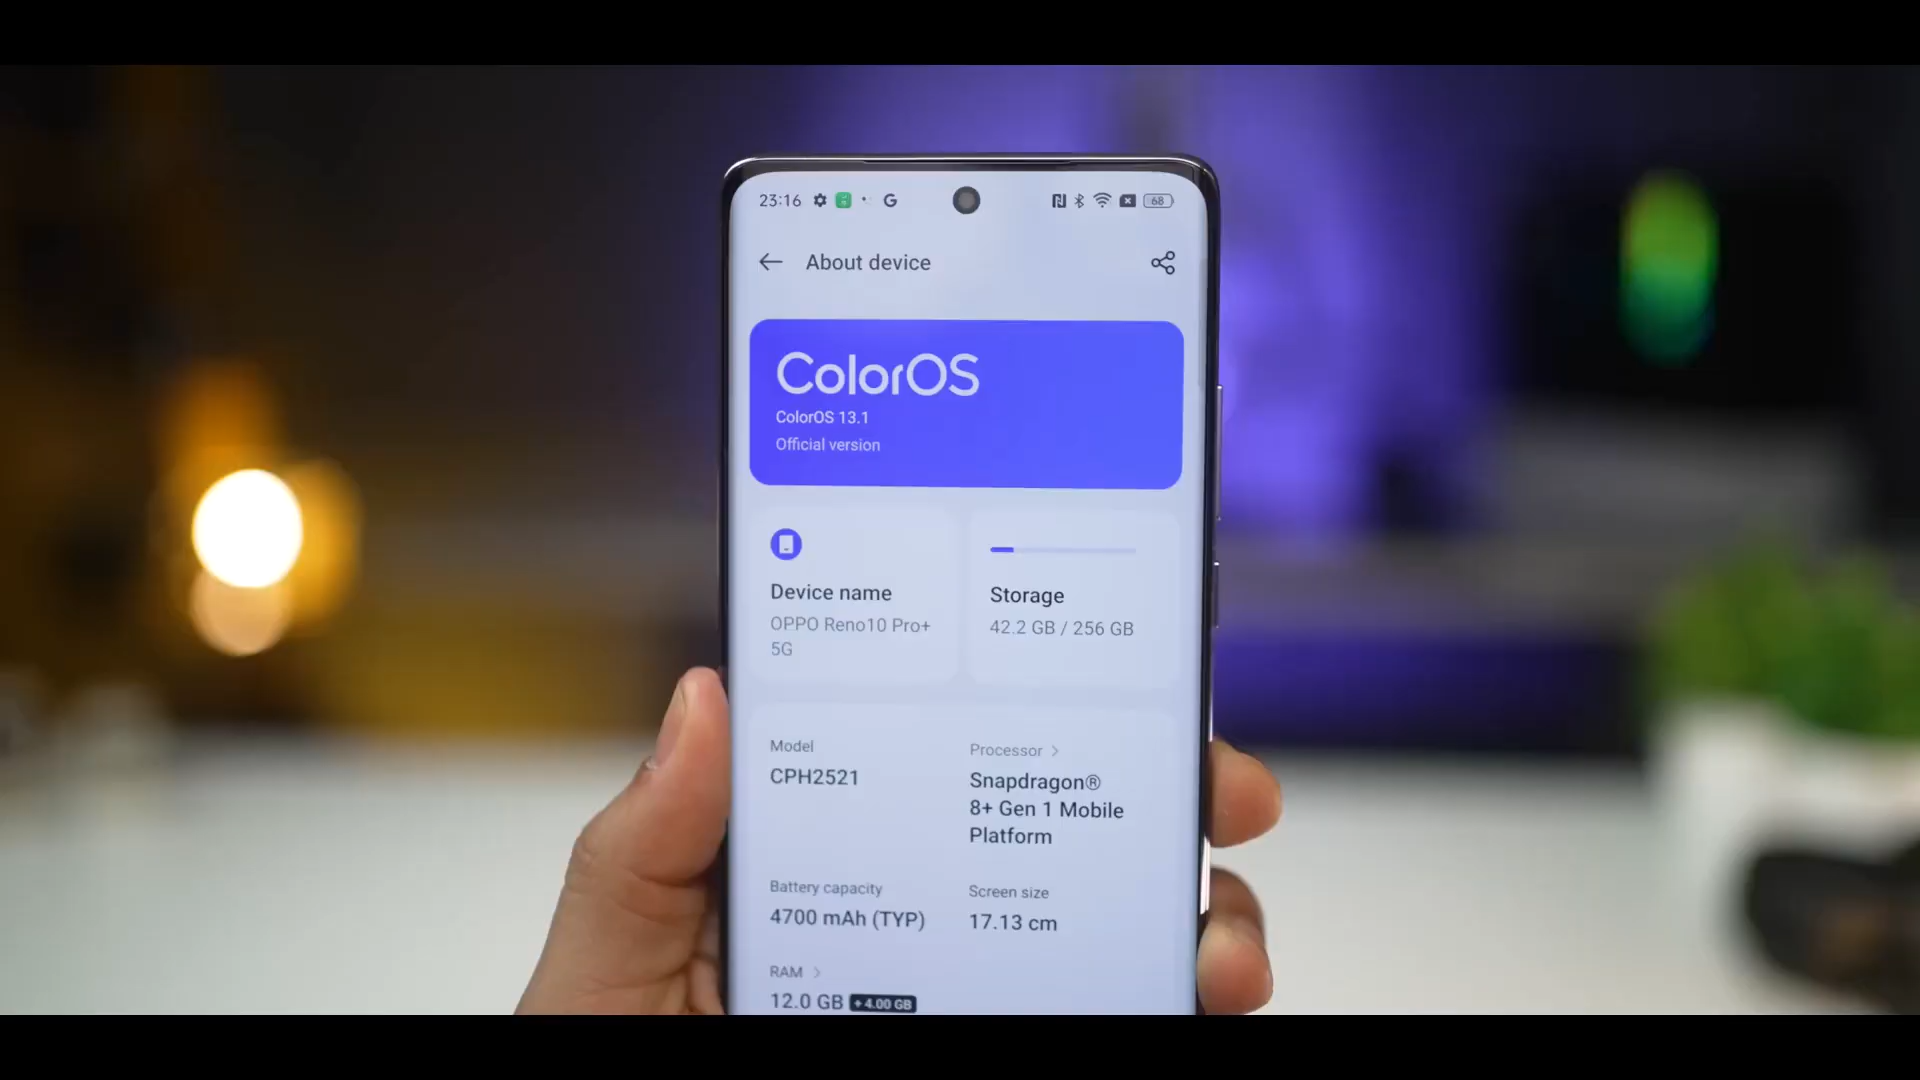 23:16 G 68
About device
ColorOS
ColorOS 13.1
Official version
Device name
OPPO Reno10 Pro+
5G
Storage
42.2 GB / 256 GB
Model
CPH2521
Processor >
Snapdragon®
8+ Gen 1 Mobile
Platform
Battery capacity
4700 mAh (TYP)
Screen size
17.13 cm
RAM >
12.0 GB +4.00 GB